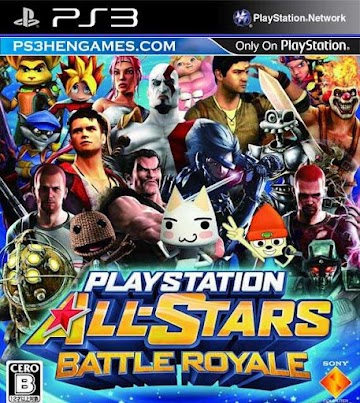 PS3
PlayStation®Network
PS3HENGAMES.COM
Only On PlayStation®
PLAYSTATION
ALL-STARS
BATTLE ROYALE
CERO
B
SONY